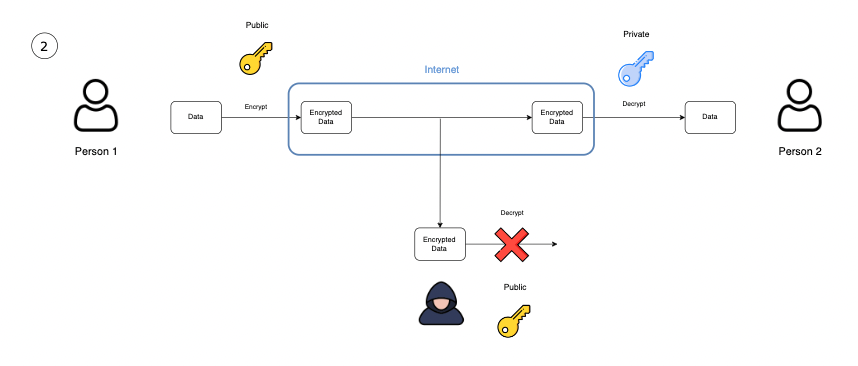 Public
2
Private
Internet
Data
Encrypt
Encrypted
Data
Encrypted
Data
Decrypt
Data
Person 1
Person 2
Decrypt
Encrypted
Data
Public